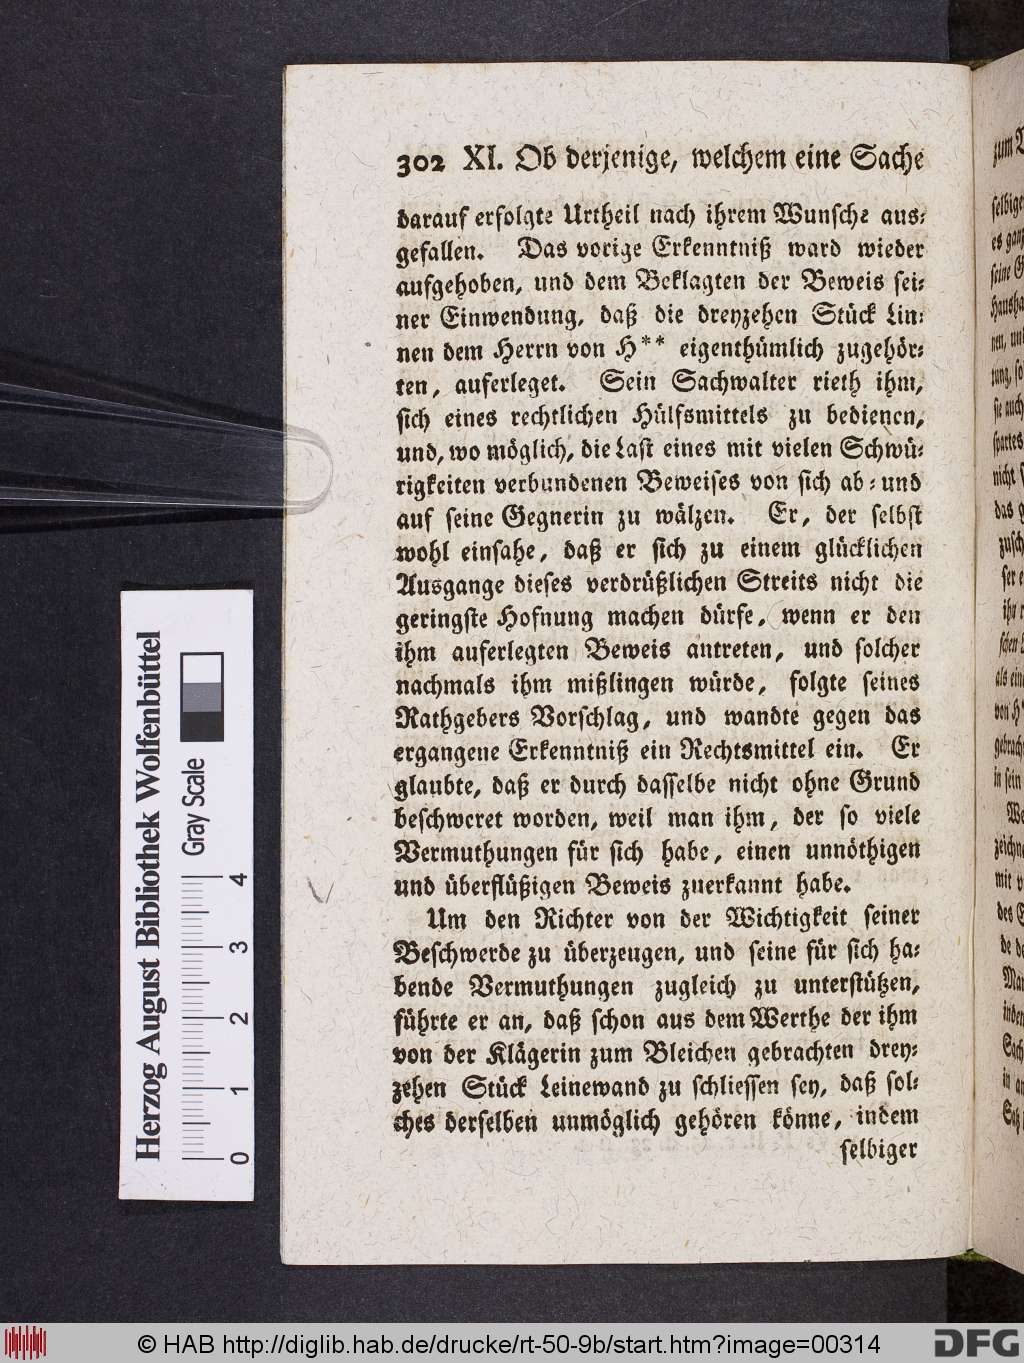 302 XI. Ob derjenige, welchem eine Sache
darauf erfolgte Urtheil nach ihrem Wunsche aus-
gefallen. Das vorige Erkenntniß ward wieder
aufgehoben, und dem Beklagten der Beweis sei-
ner Einwendung, daß die dreyzehen Stück Lin-
nen dem Herrn von H** eigenthümlich zugehör-
ten, auferleget. Sein Sachwalter rieth ihm,
sich eines rechtlichen Hülfsmittels zu bedienen,
und, wo möglich, die Last eines mit vielen Schwü-
rigkeiten verbundenen Beweises von sich ab- und
auf seine Gegnerin zu wälzen. Er, der selbst
wohl einsahe, daß er sich zu einem glücklichen
Ausgange dieses verdrüßlichen Streits nicht die
geringste Hofnung machen dürfe, wenn er den
ihm auferlegten Beweis antreten, und solcher
nachmals ihm mißlingen würde, folgte seines
Rathgebers Vorschlag, und wandte gegen das
ergangene Erkenntniß ein Rechtsmittel ein. Er
glaubte, daß er durch dasselbe nicht ohne Grund
beschweret worden, weil man ihm, der so viele
Vermuthungen für sich habe, einen unnöthigen
und überflüßigen Beweis zuerkannt habe.
Um den Richter von der Wichtigkeit seiner
Beschwerde zu überzeugen, und seine für sich ha-
bende Vermuthungen zugleich zu unterstützen,
führte er an, daß schon aus dem Werthe der ihm
von der Klägerin zum Bleichen gebrachten drey-
zehen Stück Leinewand zu schliessen sey, daß sol-
ches derselben unmöglich gehören könne, indem
selbiger
Herzog August Bibliothek Wolfenbüttel
Gray Scale
0 1 2 3 4
© HAB http://diglib.hab.de/drucke/rt-50-9b/start.htm?image=00314
DFG